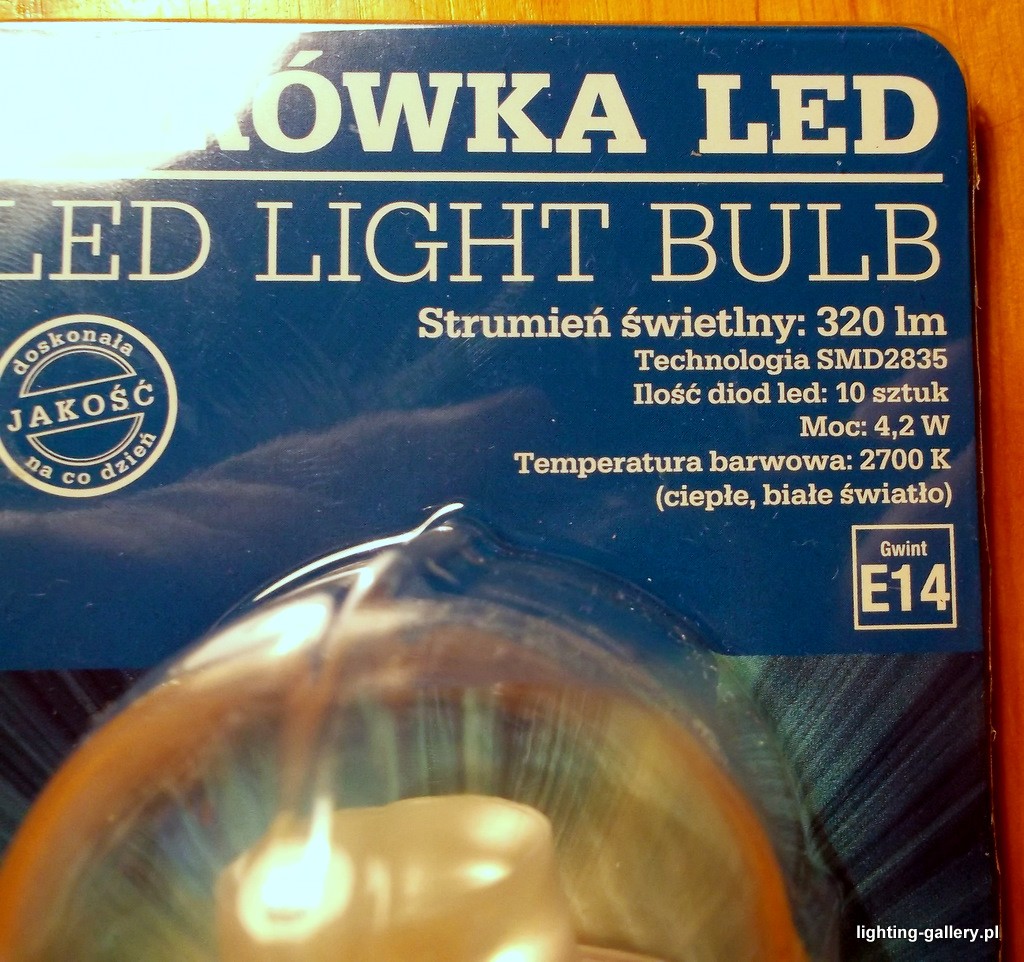 RÓWKA LED
LED LIGHT BULB
Strumień świetlny: 320 lm
Technologia SMD2835
Ilość diod led: 10 sztuk
Moc: 4,2 W
Temperatura barwowa: 2700 K
(ciepłe, białe światło)
doskonała
JAKOŚĆ
na co dzień
Gwint
E14
lighting-gallery.pl